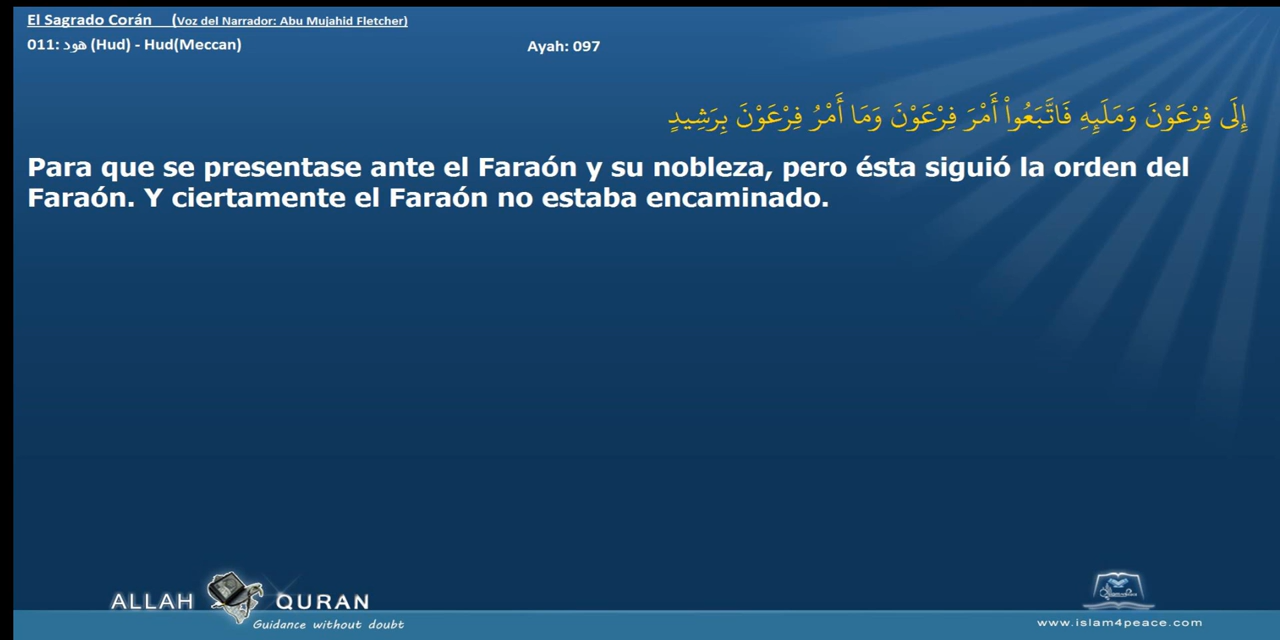 El Sagrado Corán (Voz del Narrador: Abu Mujahid Fletcher)
011: هود (Hud) - Hud(Meccan)
Ayah: 097
إِلَى فِرْعَوْنَ وَمَلَئِهِ فَاتَّبَعُواْ أَمْرَ فِرْعَوْنَ وَمَا أَمْرُ فِرْعَوْنَ بِرَشِيدٍ
Para que se presentase ante el Faraón y su nobleza, pero ésta siguió la orden del
Faraón. Y ciertamente el Faraón no estaba encaminado.
ALLAH QURAN
Guidance without doubt
www.islam4peace.com